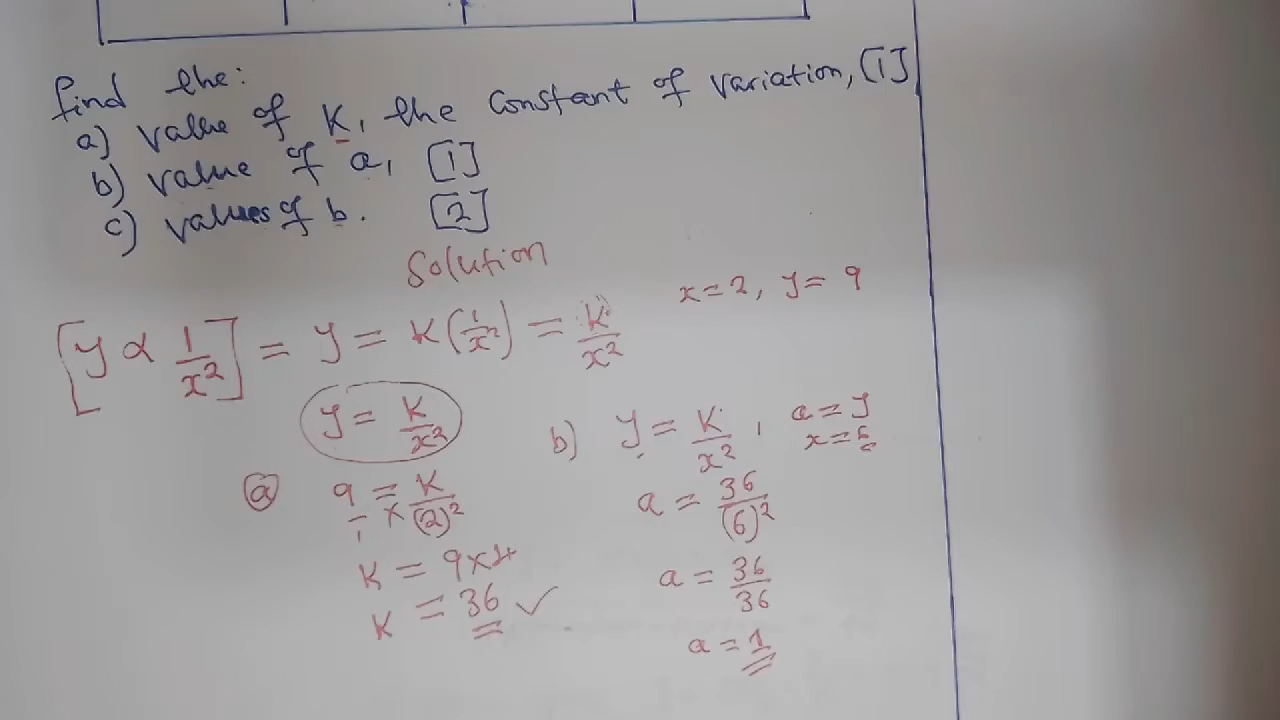 find the:
a) value of K, the constant of variation, [1]
b) value of a, [1]
c) values of b. [2]
Solution
x = 2, y = 9
[y ∝ 1/x²] = y = K(1/x²) = K/x²
y = K/x²
b) y = K/x², a = y
x = 6
a 9/1 = K/(2)²
a = 36/(6)²
K = 9×4
a = 36/36
K = 36 ✓
a = 1